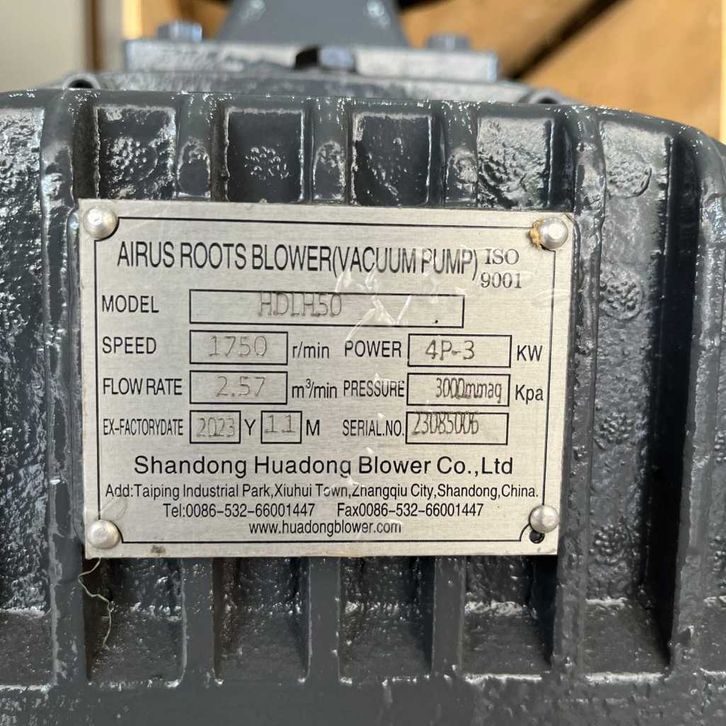 AIRUS ROOTS BLOWER(VACUUM PUMP) ISO 9001
MODEL HDLH50
SPEED 1750 r/min POWER 4P-3 KW
FLOW RATE 2.57 m³/min PRESSURE 3000mmaq Kpa
EX-FACTORYDATE 2023 Y 11 M SERIAL.NO. 23085006
Shandong Huadong Blower Co.,Ltd
Add:Taiping Industrial Park,Xiuhui Town,Zhangqiu City,Shandong,China.
Tel:0086-532-66001447 Fax0086-532-66001447
www.huadongblower.com